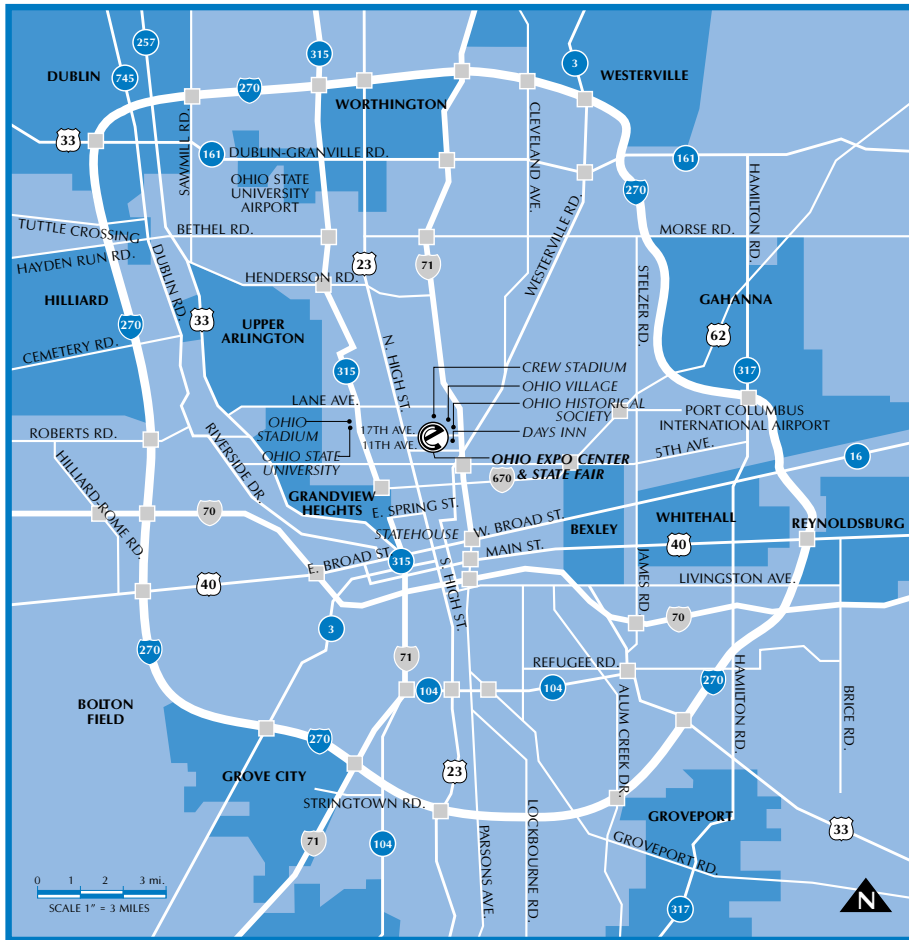 257
315
3
DUBLIN
745
WESTERVILLE
270
WORTHINGTON
SAWMILL RD.
CLEVELAND AVE.
33
161
DUBLIN-GRANVILLE RD.
161
OHIO STATE
UNIVERSITY
AIRPORT
270
HAMILTON RD.
WESTERVILLE RD.
TUTTLE CROSSING
BETHEL RD.
MORSE RD.
HAYDEN RUN RD.
DUBLIN RD.
23
71
HENDERSON RD.
STELZER RD.
HILLIARD
GAHANNA
270
33
UPPER
ARLINGTON
62
CEMETERY RD.
N. HIGH ST.
315
CREW STADIUM
317
OHIO VILLAGE
LANE AVE.
OHIO HISTORICAL
SOCIETY
OHIO
STADIUM
17TH AVE.
11TH AVE.
DAYS INN
PORT COLUMBUS
INTERNATIONAL AIRPORT
ROBERTS RD.
RIVERSIDE DR.
OHIO STATE
UNIVERSITY
e
OHIO EXPO CENTER
& STATE FAIR
5TH AVE.
16
HILLIARD-ROME RD.
670
GRANDVIEW
HEIGHTS
E. SPRING ST.
70
STATEHOUSE
W. BROAD ST.
BEXLEY
WHITEHALL
REYNOLDSBURG
E. BROAD ST.
315
MAIN ST.
40
40
S. HIGH ST.
JAMES RD
LIVINGSTON AVE.
3
70
270
71
REFUGEE RD.
270
104
104
ALUM CREEK DR.
HAMILTON RD.
BRICE RD.
BOLTON
FIELD
270
GROVE CITY
23
STRINGTOWN RD.
GROVEPORT
PARSONS AVE.
LOCKBOURNE RD.
33
71
104
GROVEPORT RD.
0 1 2 3 mi.
SCALE 1" = 3 MILES
317
N